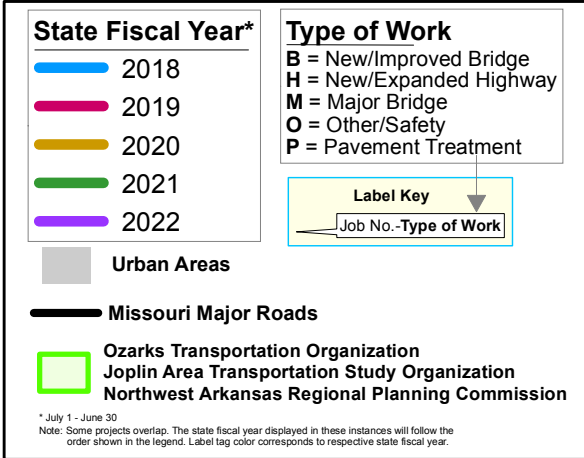 State Fiscal Year*
2018
2019
2020
2021
2022
Type of Work
B = New/Improved Bridge
H = New/Expanded Highway
M = Major Bridge
O = Other/Safety
P = Pavement Treatment
Label Key
Job No.-Type of Work
Urban Areas
Missouri Major Roads
Ozarks Transportation Organization
Joplin Area Transportation Study Organization
Northwest Arkansas Regional Planning Commission
* July 1 - June 30
Note: Some projects overlap. The state fiscal year displayed in these instances will follow the
order shown in the legend. Label tag color corresponds to respective state fiscal year.